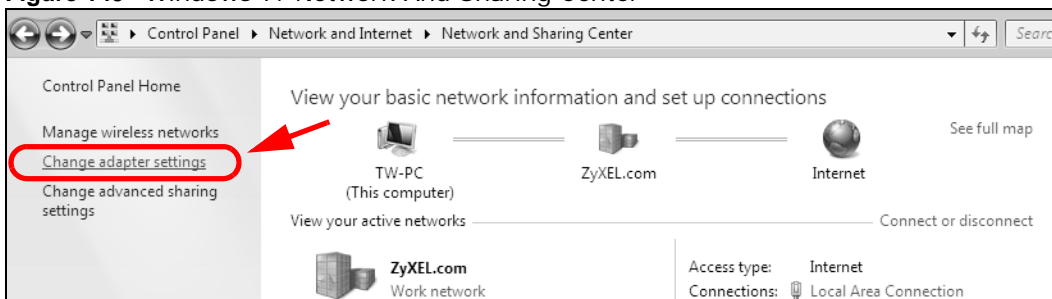 Control Panel ▸ Network and Internet ▸ Network and Sharing Center
Control Panel Home
Manage wireless networks
Change adapter settings
Change advanced sharing
settings
View your basic network information and set up connections
See full map
TW-PC
(This computer)
ZyXEL.com
Internet
View your active networks
Connect or disconnect
ZyXEL.com
Work network
Access type: Internet
Connections: Local Area Connection